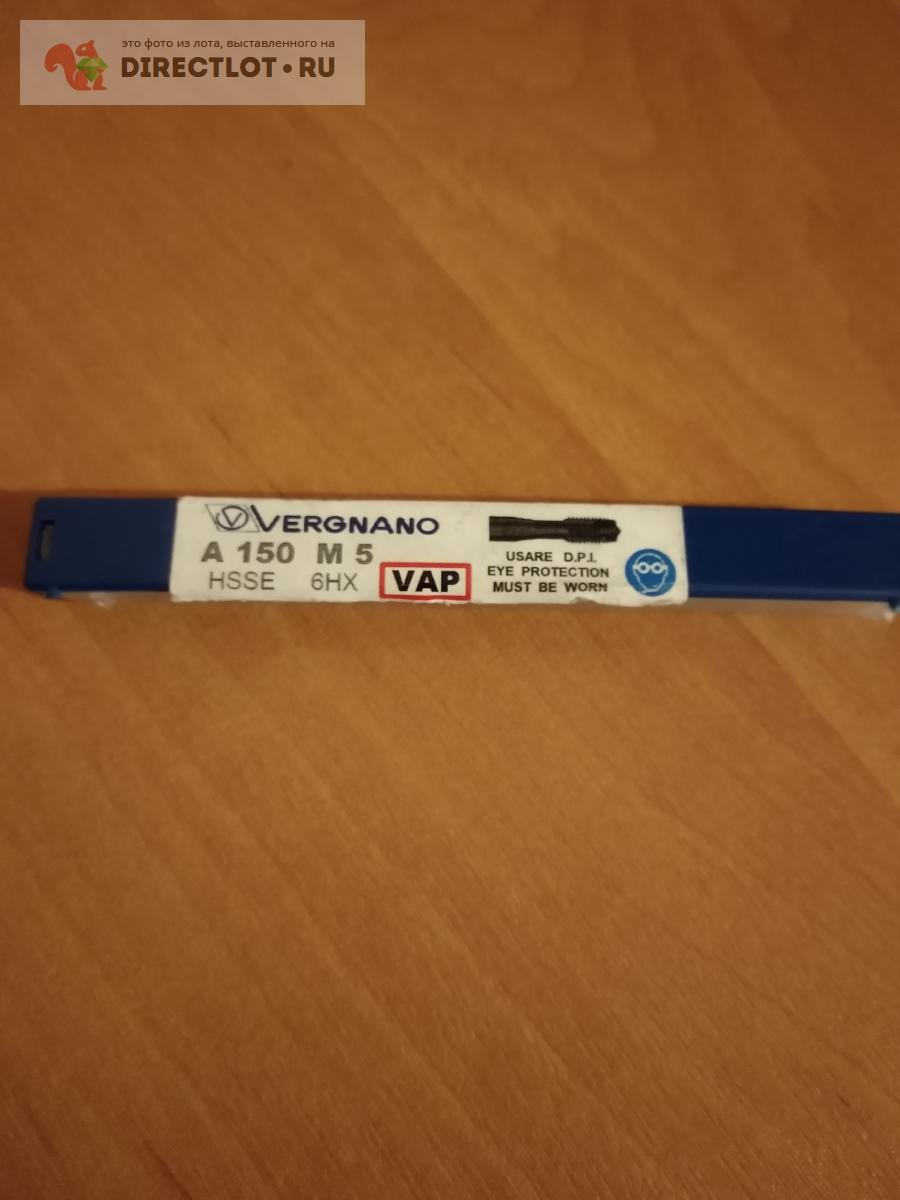 это фото из лота, выставленного на
DIRECTLOT•RU
VERGNANO
A 150 M 5
HSSE 6HX VAP
USARE D.P.I.
EYE PROTECTION
MUST BE WORN